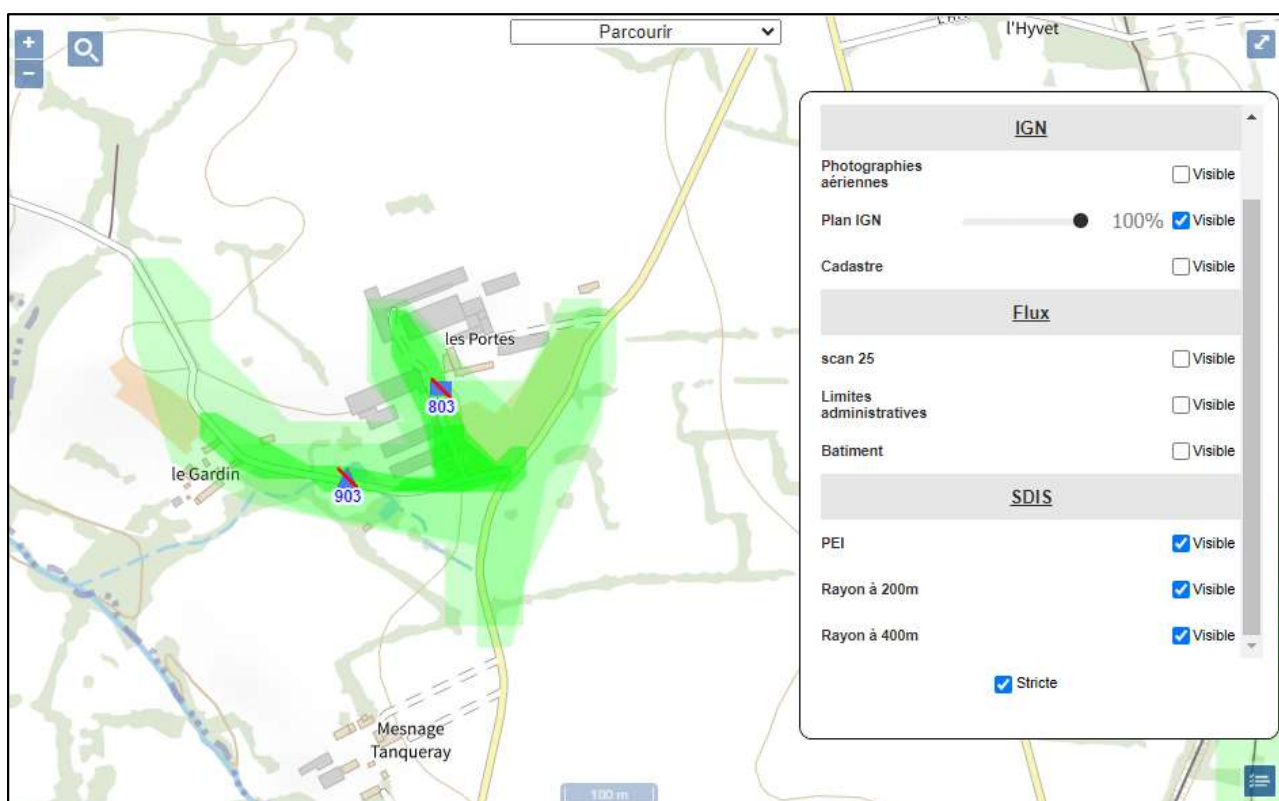 Parcourir
l'Hyvet
+
−
IGN
Photographies
aériennes
Visible
Plan IGN
100%
Visible
Cadastre
Visible
Flux
scan 25
Visible
Limites
administratives
Visible
Batiment
Visible
SDIS
PEI
Visible
Rayon à 200m
Visible
Rayon à 400m
Visible
Stricte
les Portes
803
le Gardin
903
Mesnage
Tanqueray
100 m